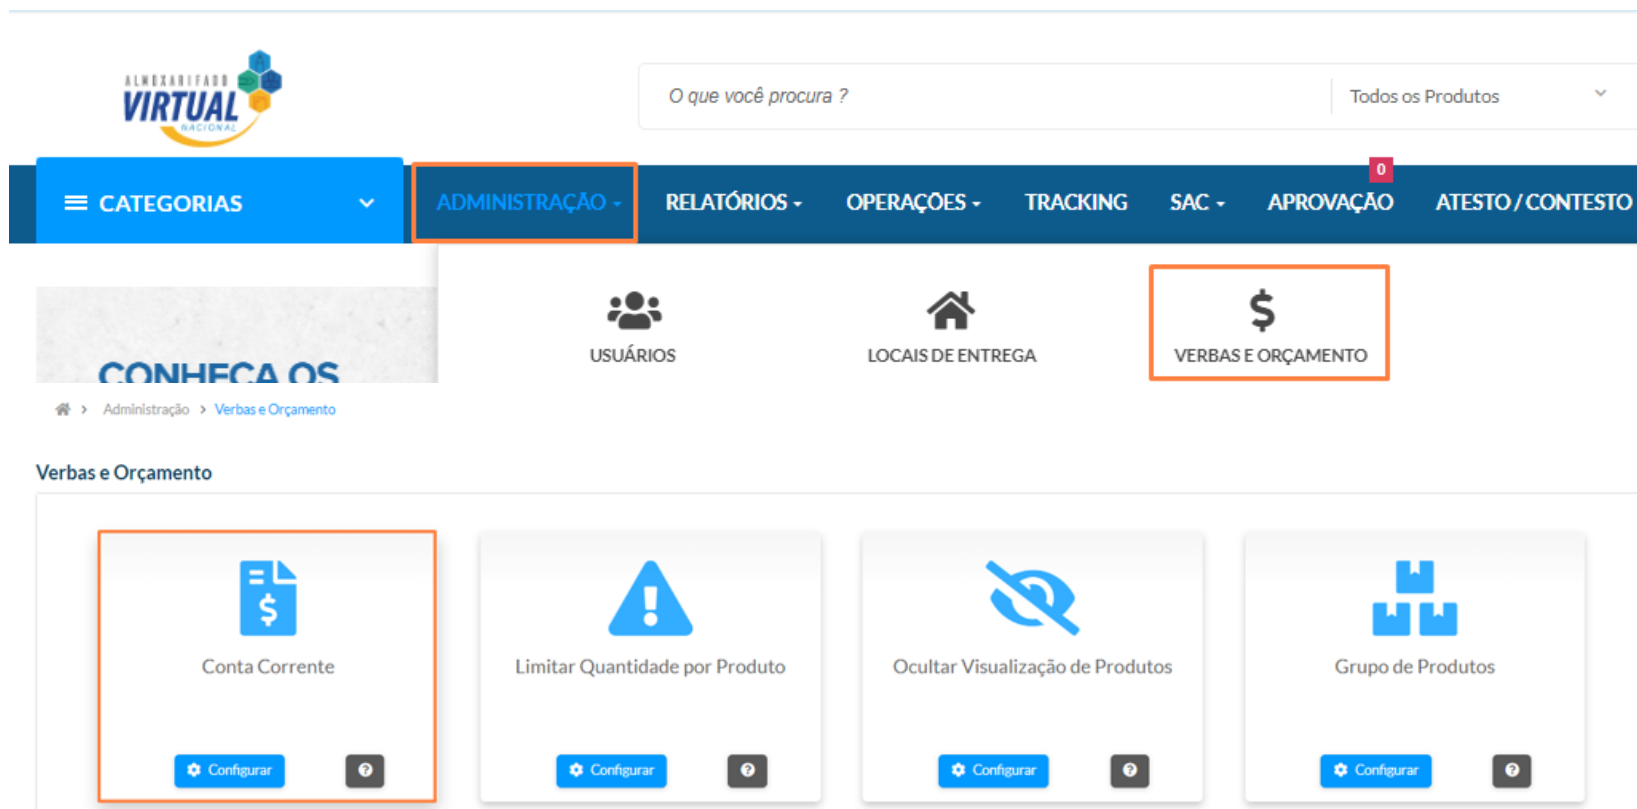 ALMOXARIFADO
VIRTUAL
NACIONAL
O que você procura ?
Todos os Produtos
0
CATEGORIAS
ADMINISTRAÇÃO
RELATÓRIOS
OPERAÇÕES
TRACKING
SAC
APROVAÇÃO
ATESTO / CONTESTO
USUÁRIOS
LOCAIS DE ENTREGA
VERBAS E ORÇAMENTO
CONHEÇA OS
Administração > Verbas e Orçamento
Verbas e Orçamento
Conta Corrente
Limitar Quantidade por Produto
Ocultar Visualização de Produtos
Grupo de Produtos
Configurar
Configurar
Configurar
Configurar